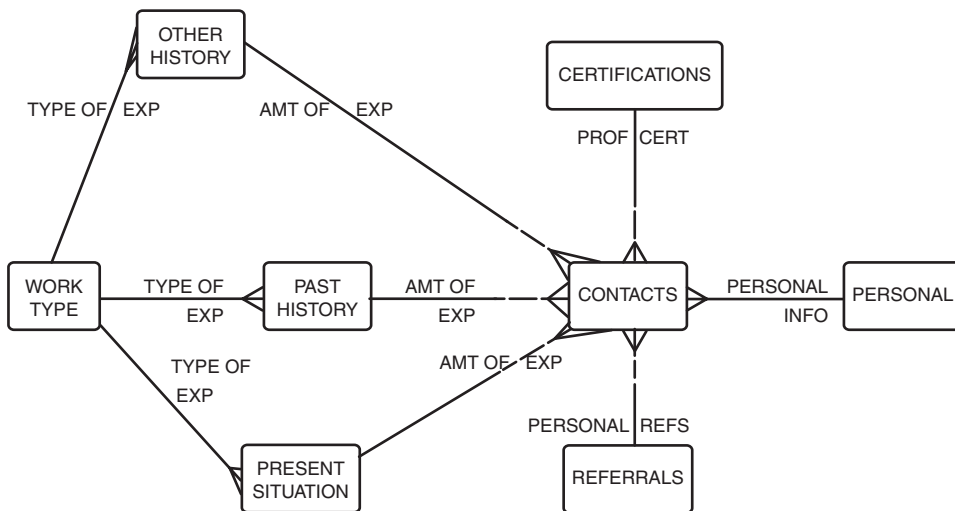 OTHER
HISTORY
CERTIFICATIONS
TYPE OF EXP
AMT OF EXP
PROF CERT
WORK
TYPE
TYPE OF
EXP
PAST
HISTORY
AMT OF
EXP
CONTACTS
PERSONAL
INFO
PERSONAL
TYPE OF
EXP
AMT OF EXP
PERSONAL REFS
PRESENT
SITUATION
REFERRALS